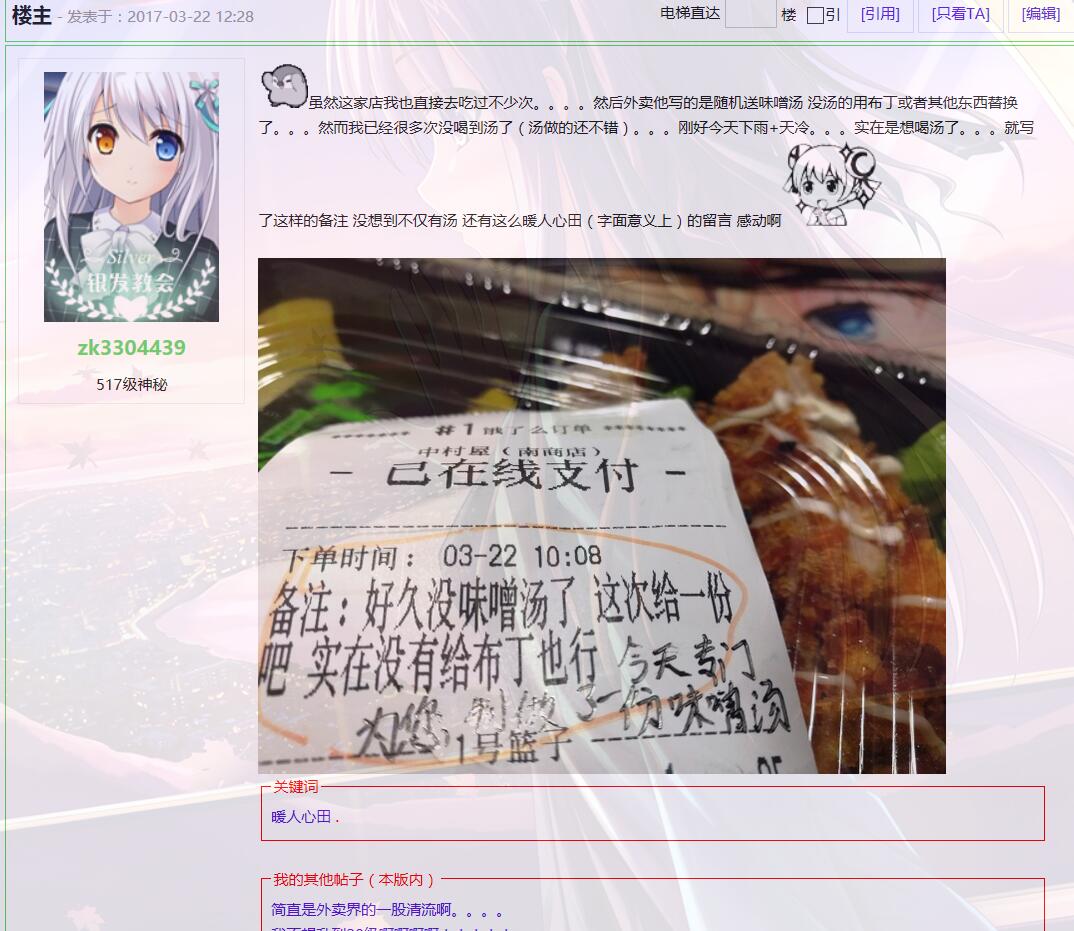 楼主 - 发表于：2017-03-22 12:28
电梯直达 楼 引 [引用] [只看TA] [编辑]
Silver
银发教会
zk3304439
517级神秘
虽然这家店我也直接去吃过不少次。。。。然后外卖他写的是随机送味噌汤 没汤的用布丁或者其他东西替换
了。。。然而我已经很多次没喝到汤了（汤做的还不错）。。。刚好今天下雨+天冷。。。实在是想喝汤了。。。就写
了这样的备注 没想到不仅有汤 还有这么暖人心田（字面意义上）的留言 感动啊
******* #1 饿了么订单 *******
中村屋（南商店）
- 已在线支付 -
下单时间： 03-22 10:08
备注：好久没味噌汤了 这次给一份
吧 实在没有给布丁也行 今天专门
为您 制做了一份味噌汤
1号篮子
关键词
暖人心田 .
我的其他帖子（本版内）
简直是外卖界的一股清流啊。。。。